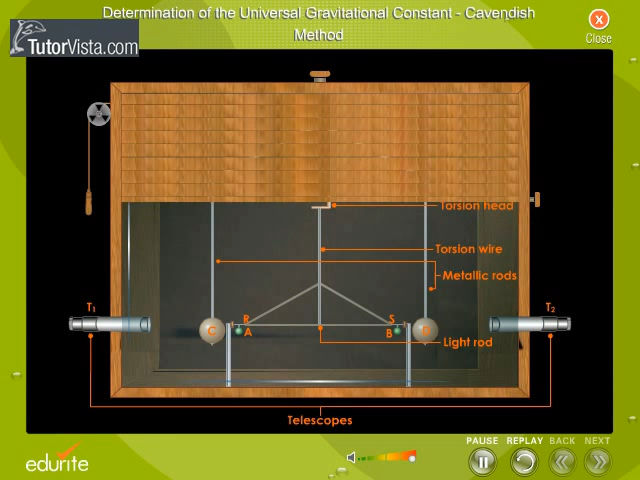 Determination of the Universal Gravitational Constant - Cavendish
Method
Close
TutorVista.com
Torsion head
Torsion wire
Metallic rods
T1
T2
R
S
C
A
B
D
Light rod
Telescopes
PAUSE REPLAY BACK NEXT
edurite